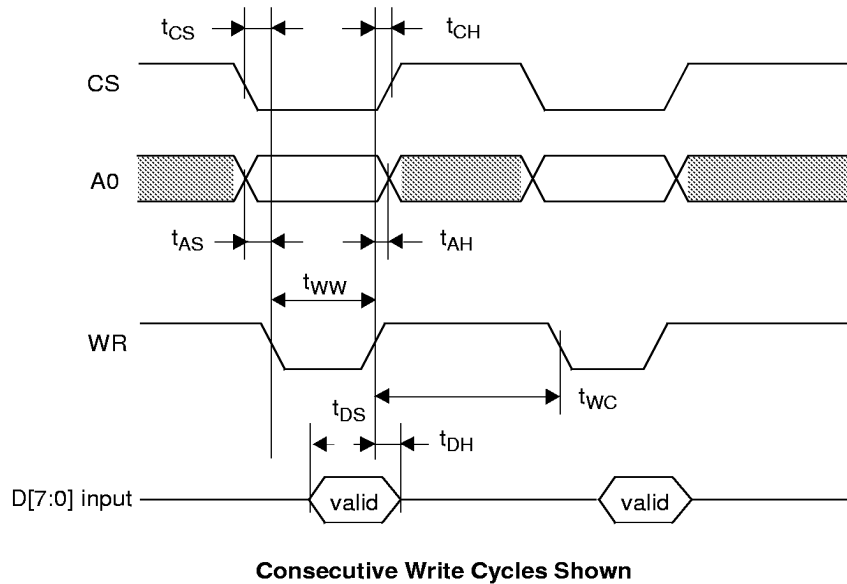 tCS
tCH
CS
A0
tAS
tAH
tWW
WR
tWC
tDS
tDH
D[7:0] input
valid
valid
Consecutive Write Cycles Shown